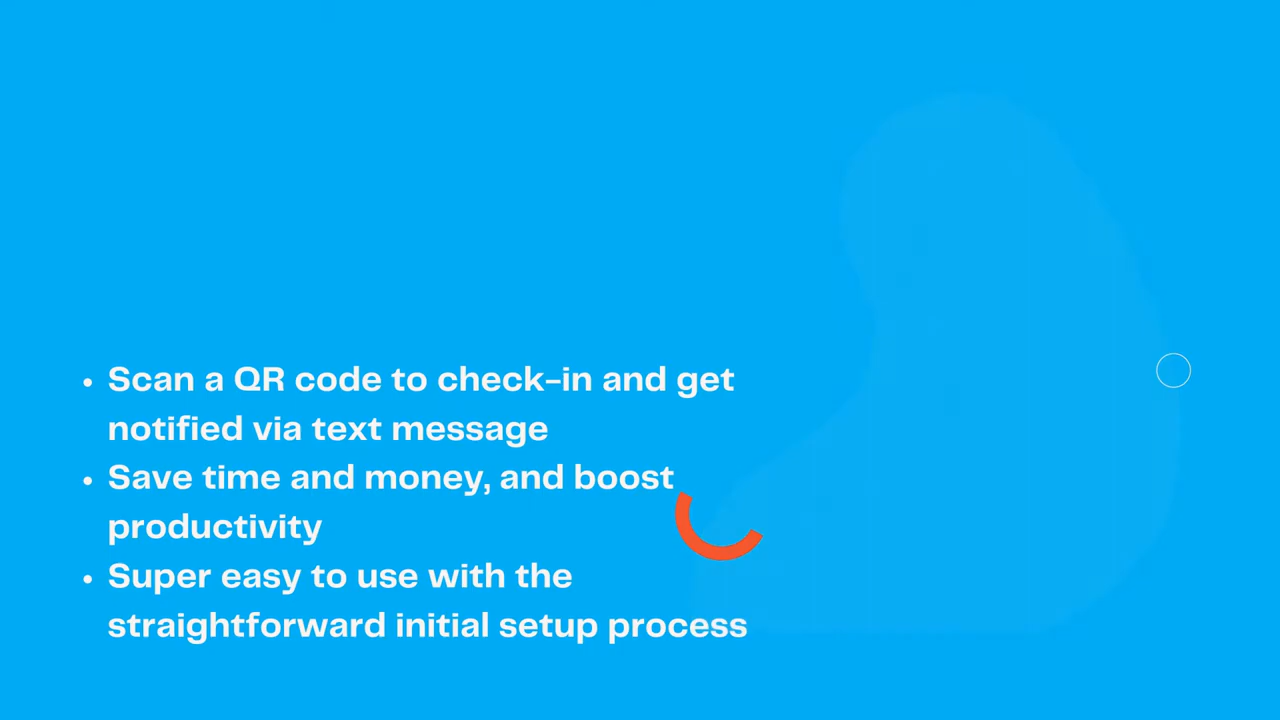 • Scan a QR code to check-in and get
notified via text message
• Save time and money, and boost
productivity
• Super easy to use with the
straightforward initial setup process